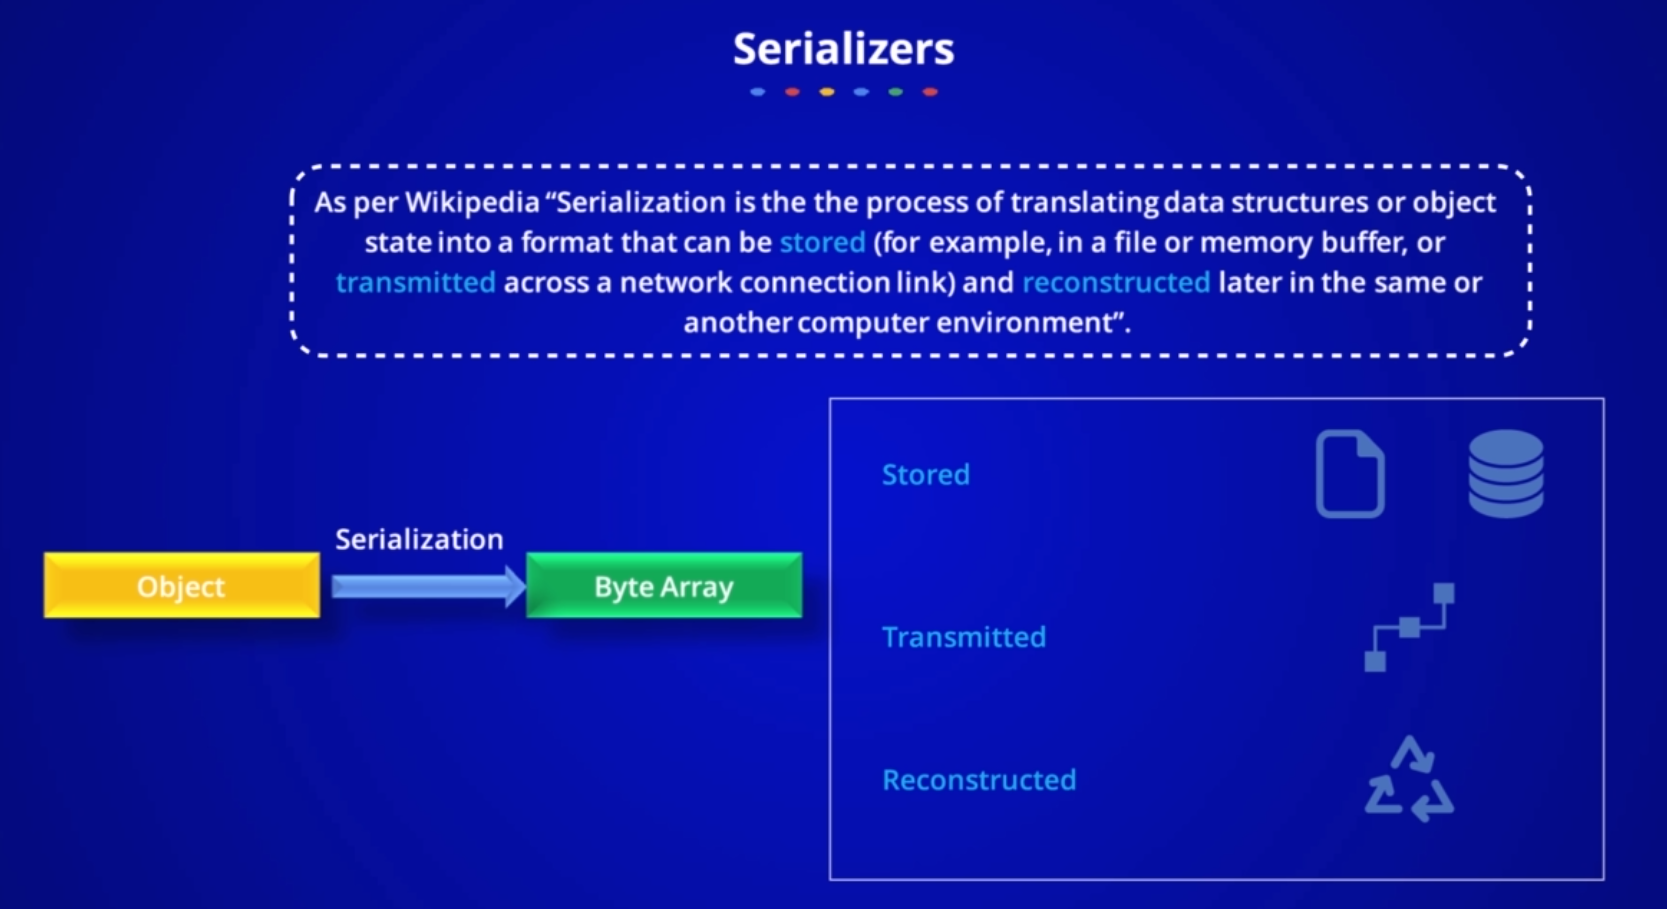 Serializers
As per Wikipedia “Serialization is the the process of translating data structures or object
state into a format that can be stored (for example, in a file or memory buffer, or
transmitted across a network connection link) and reconstructed later in the same or
another computer environment”.
Stored
Serialization
Object
Byte Array
Transmitted
Reconstructed